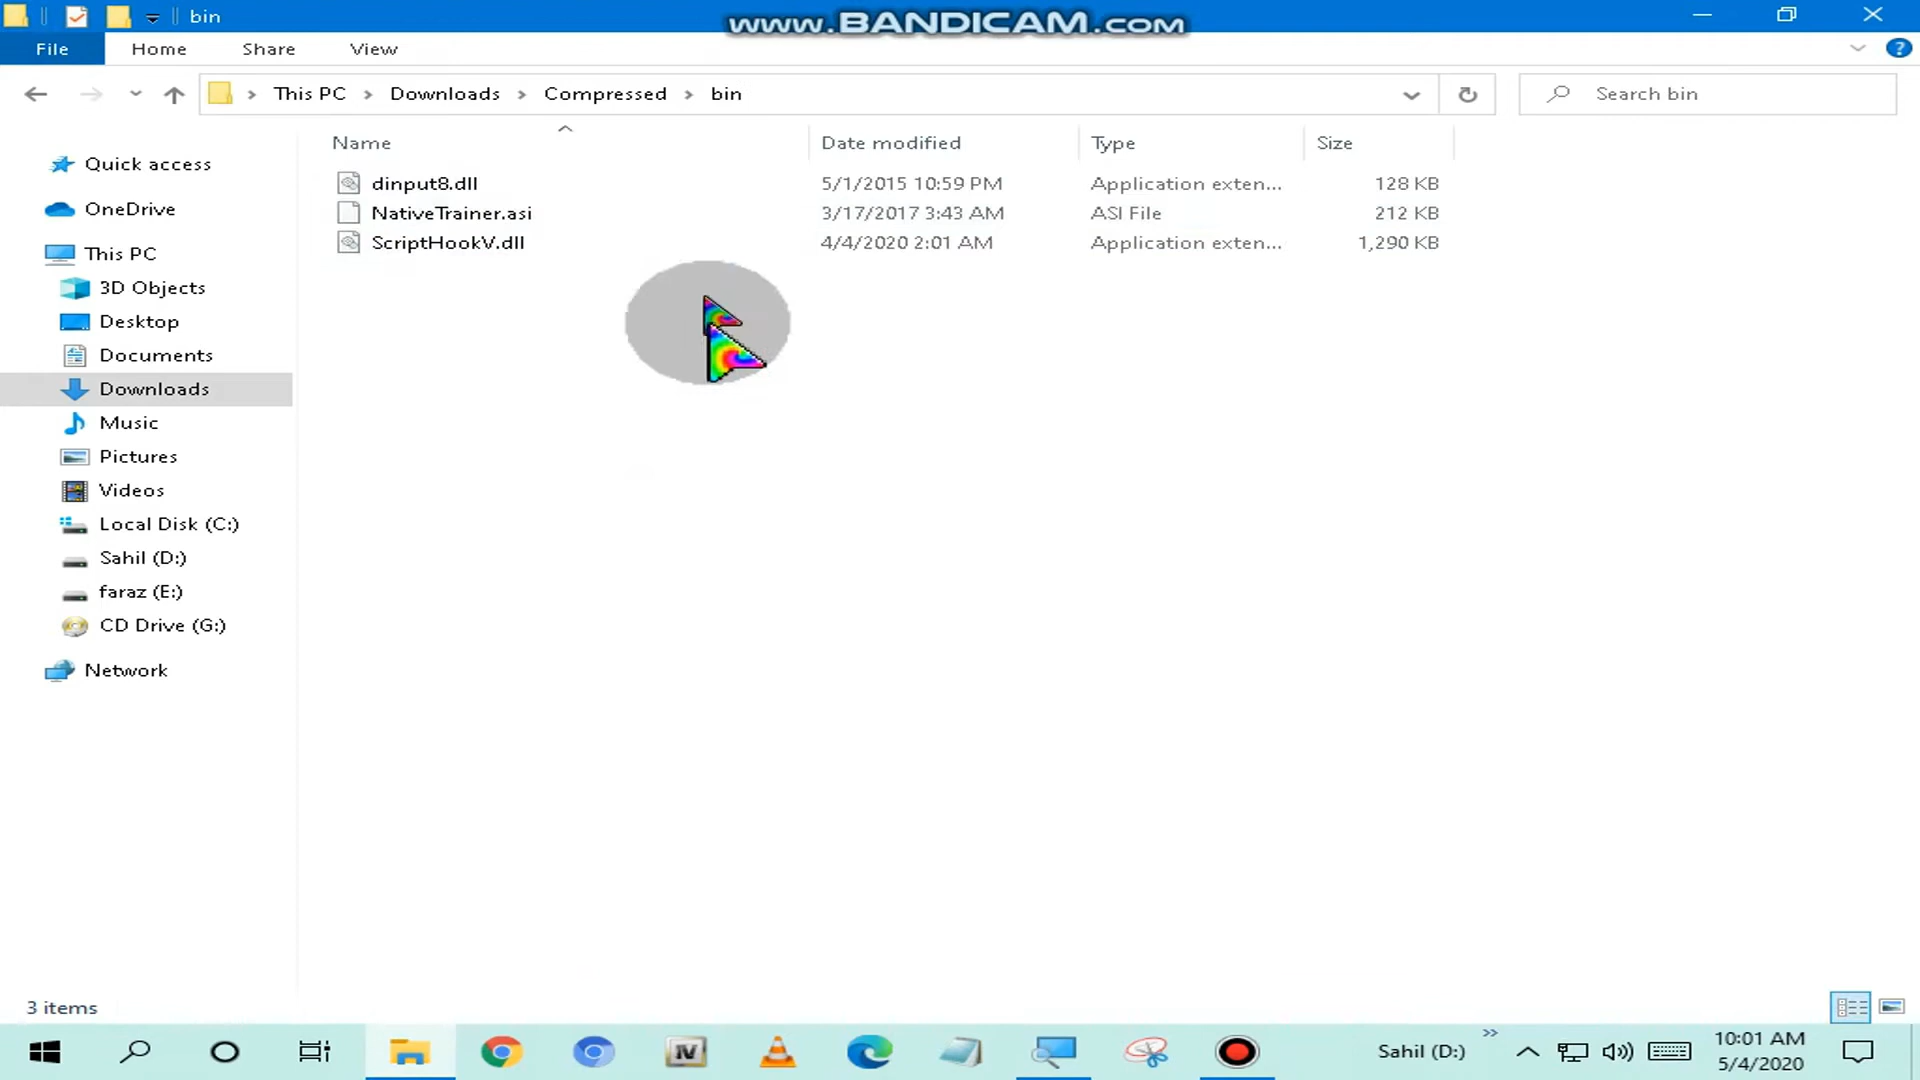 bin
www.BANDICAM.com
File Home Share View
This PC Downloads Compressed bin
Search bin
Name Date modified Type Size
dinput8.dll 5/1/2015 10:59 PM Application exten... 128 KB
NativeTrainer.asi 3/17/2017 3:43 AM ASI File 212 KB
ScriptHookV.dll 4/4/2020 2:01 AM Application exten... 1,290 KB
Quick access
OneDrive
This PC
3D Objects
Desktop
Documents
Downloads
Music
Pictures
Videos
Local Disk (C:)
Sahil (D:)
faraz (E:)
CD Drive (G:)
Network
3 items
IV
Sahil (D:)
10:01 AM
5/4/2020